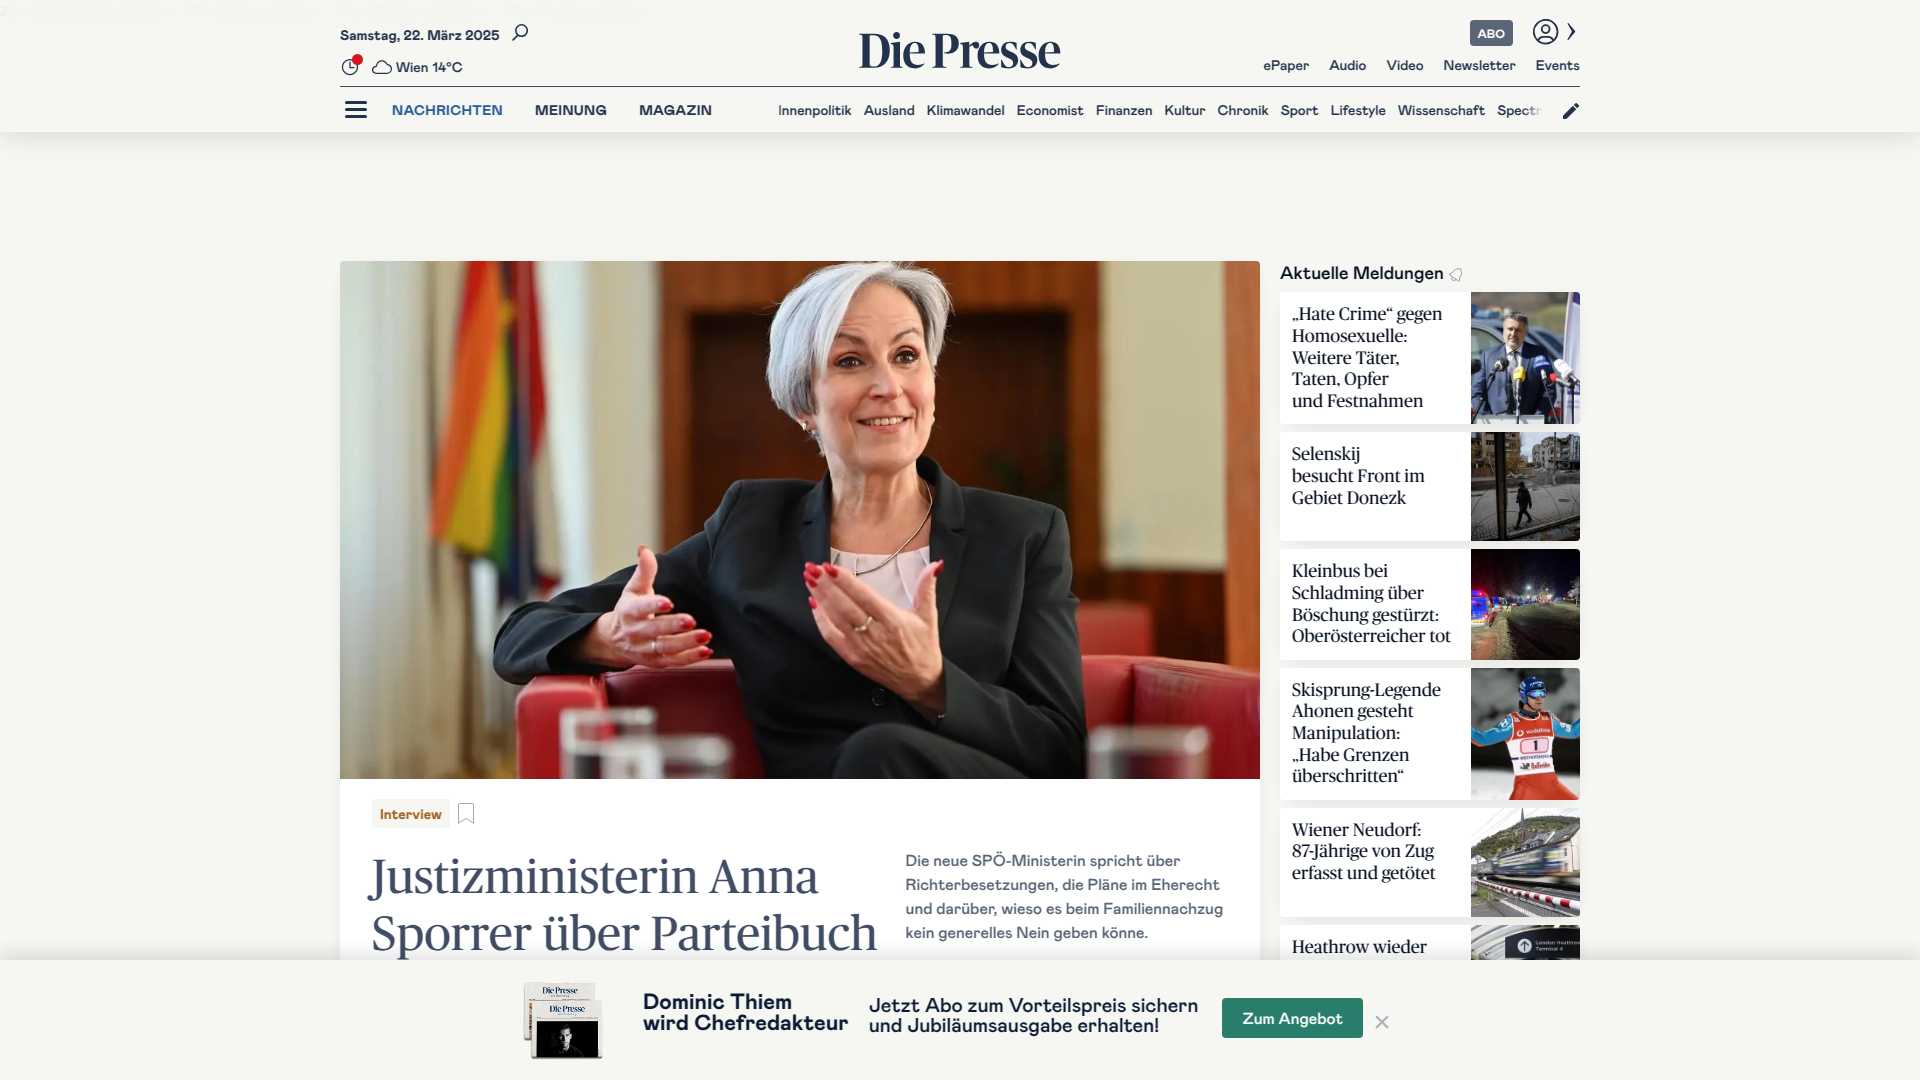 Samstag, 22. März 2025
Wien 14°C
Die Presse
ABO
ePaper Audio Video Newsletter Events
NACHRICHTEN MEINUNG MAGAZIN
Innenpolitik Ausland Klimawandel Economist Finanzen Kultur Chronik Sport Lifestyle Wissenschaft Spectr
Interview
Justizministerin Anna
Sporrer über Parteibuch
Die neue SPÖ-Ministerin spricht über
Richterbesetzungen, die Pläne im Eherecht
und darüber, wieso es beim Familiennachzug
kein generelles Nein geben könne.
Aktuelle Meldungen
„Hate Crime“ gegen
Homosexuelle:
Weitere Täter,
Taten, Opfer
und Festnahmen
Selenskij
besucht Front im
Gebiet Donezk
Kleinbus bei
Schladming über
Böschung gestürzt:
Oberösterreicher tot
Skisprung-Legende
Ahonen gesteht
Manipulation:
„Habe Grenzen
überschritten“
1
Wiener Neudorf:
87-Jährige von Zug
erfasst und getötet
Heathrow wieder
Die Presse
Die Presse
Dominic Thiem
wird Chefredakteur
Jetzt Abo zum Vorteilspreis sichern
und Jubiläumsausgabe erhalten!
Zum Angebot